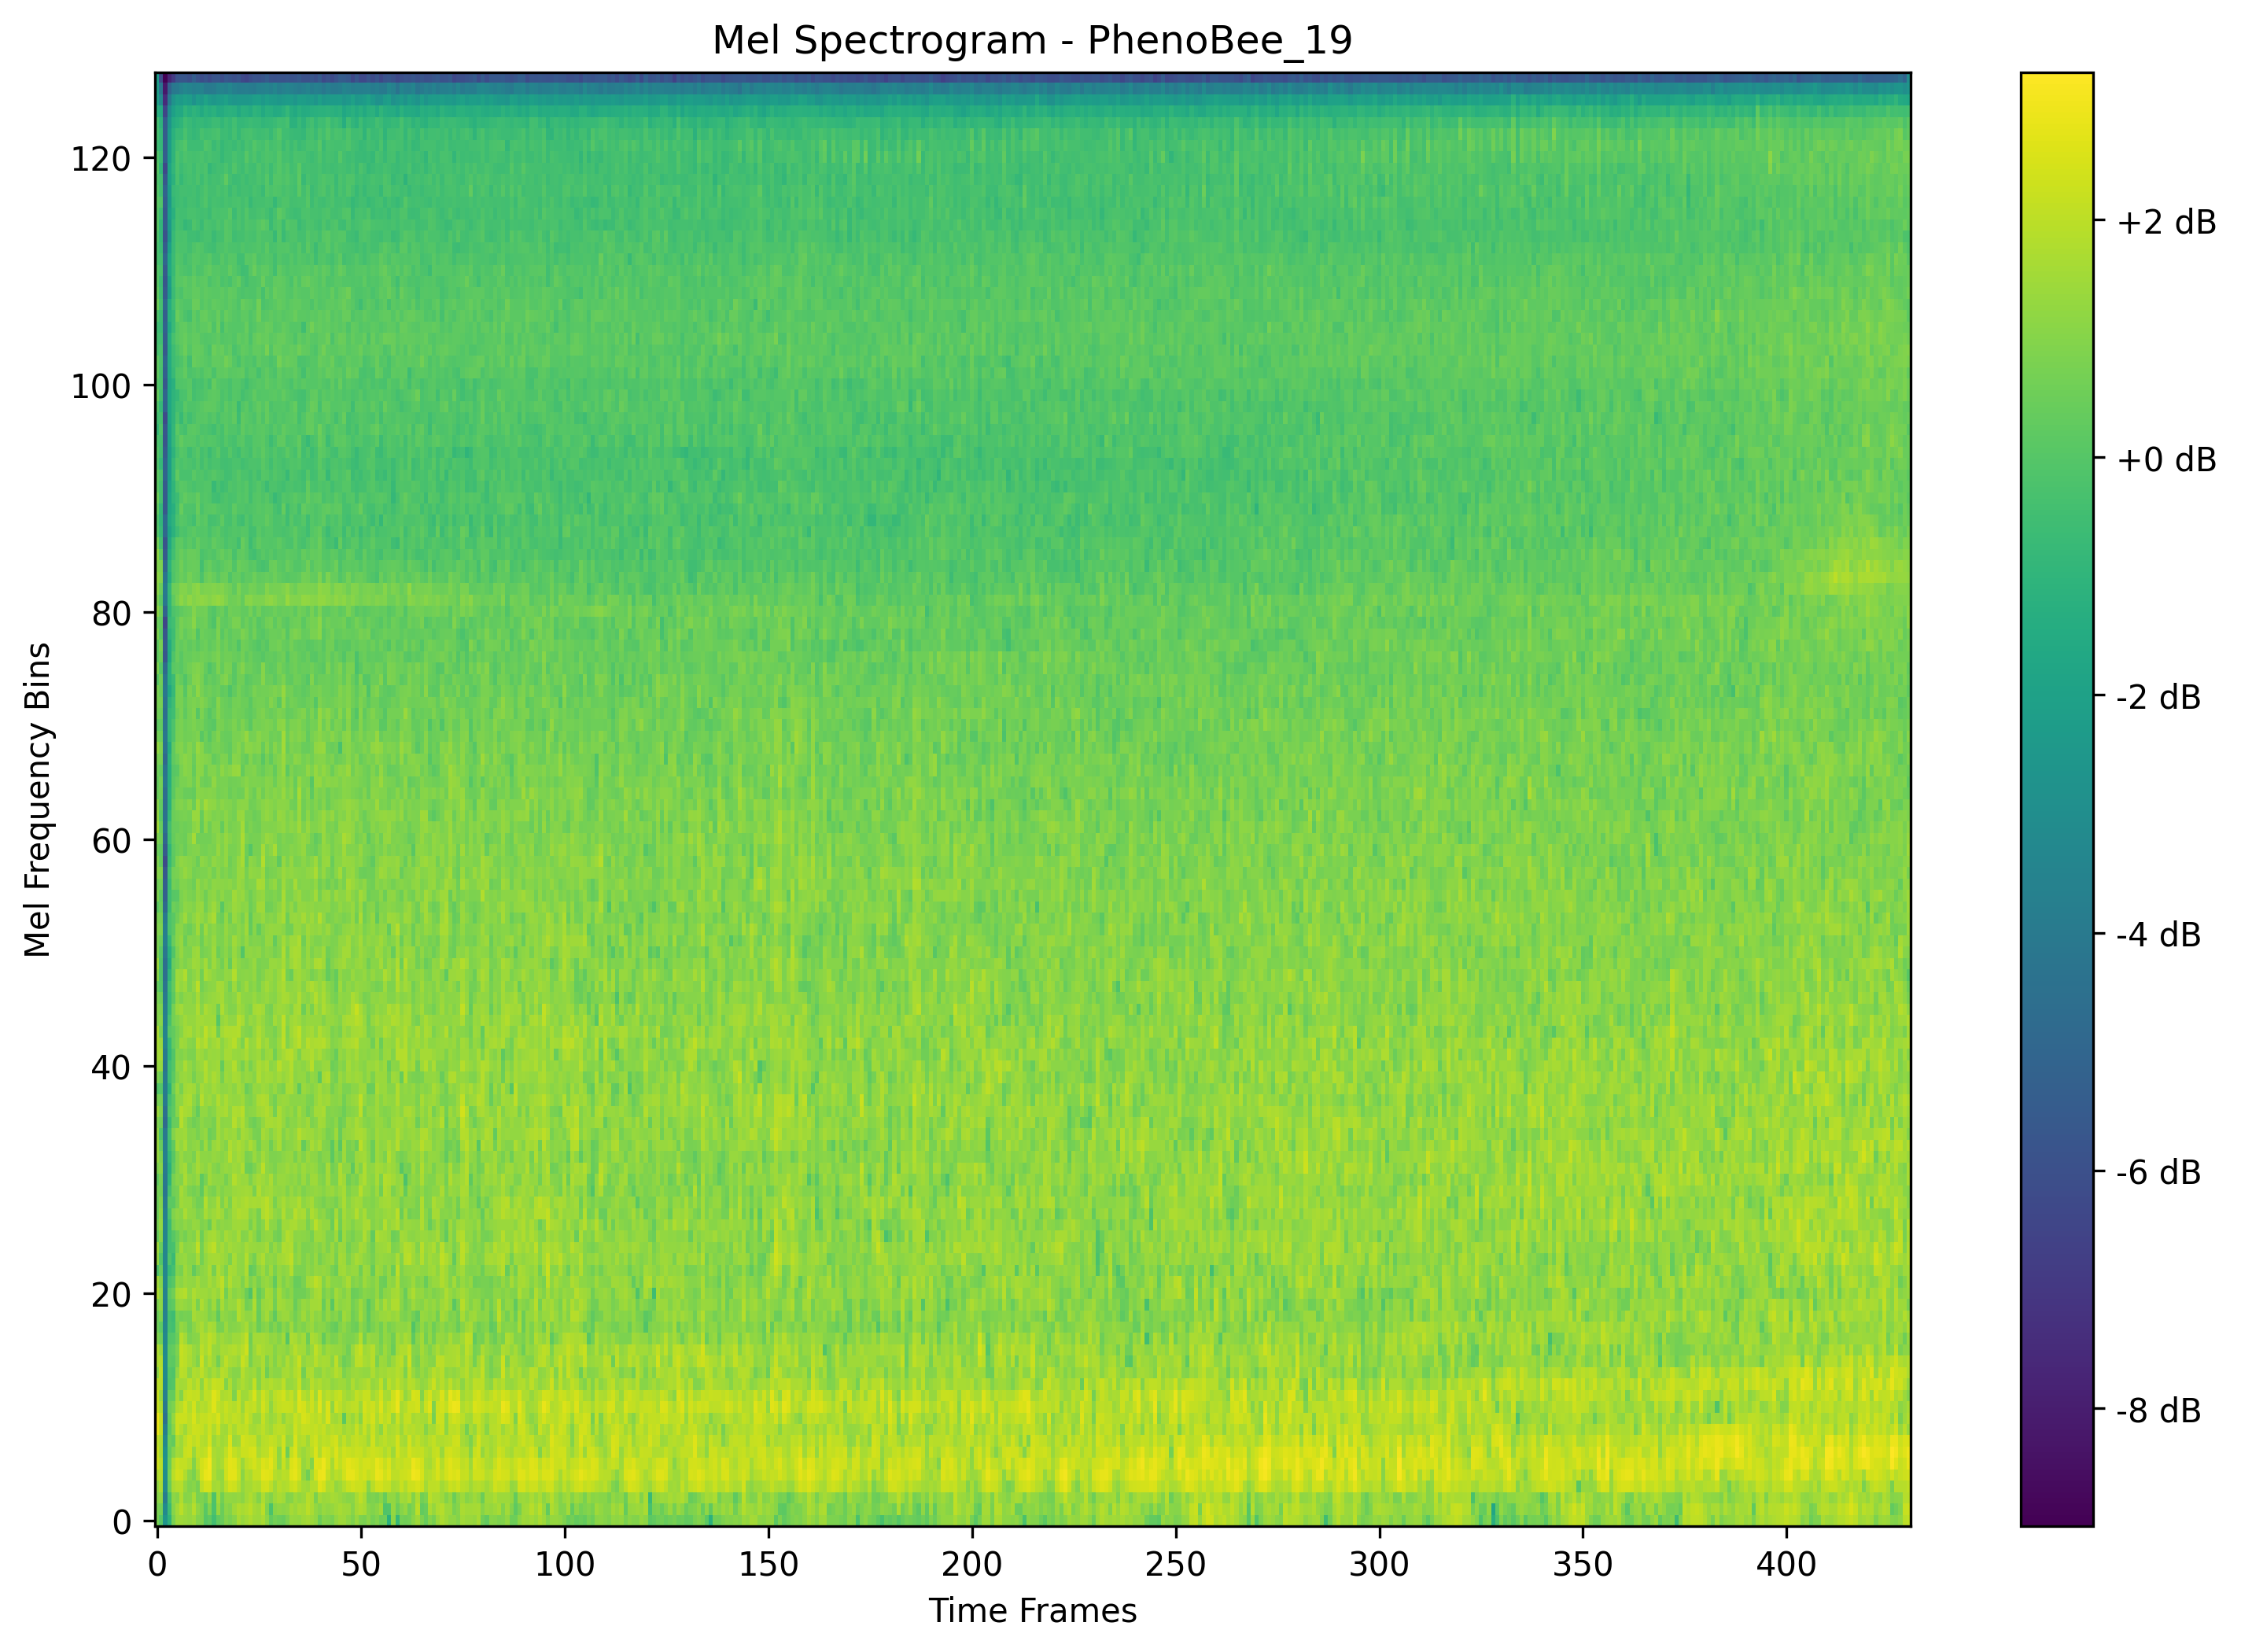 Mel Spectrogram - PhenoBee_19
Mel Frequency Bins
120
100
80
60
40
20
0
0 50 100 150 200 250 300 350 400
Time Frames
+2 dB
+0 dB
-2 dB
-4 dB
-6 dB
-8 dB